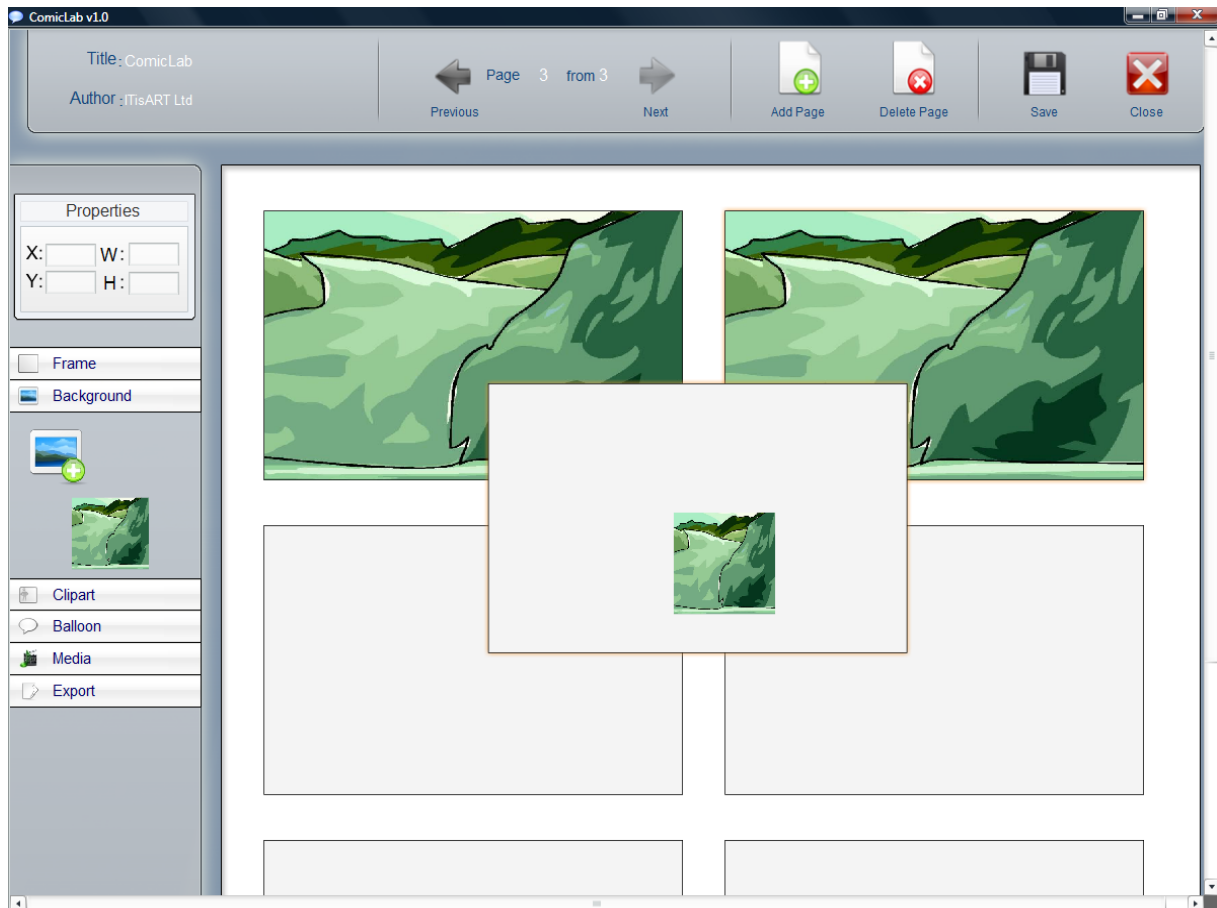 ComicLab v1.0
Title: ComicLab
Author: ITisART Ltd
Page 3 from 3
Previous
Next
Add Page
Delete Page
Save
Close
Properties
X: W:
Y: H:
Frame
Background
Clipart
Balloon
Media
Export